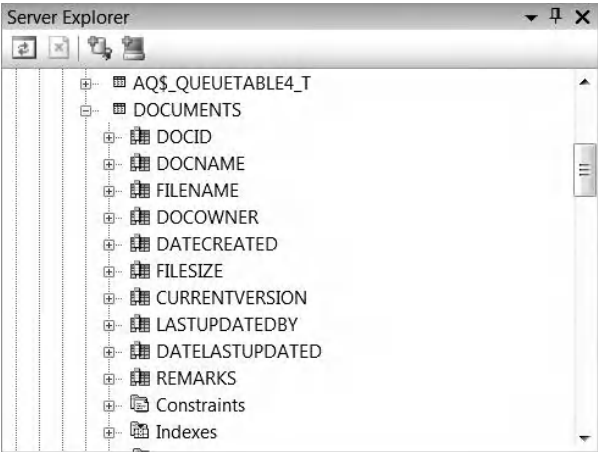 Server Explorer
AQ$_QUEUETABLE4_T
DOCUMENTS
DOCID
DOCNAME
FILENAME
DOCOWNER
DATECREATED
FILESIZE
CURRENTVERSION
LASTUPDATEDBY
DATELASTUPDATED
REMARKS
Constraints
Indexes